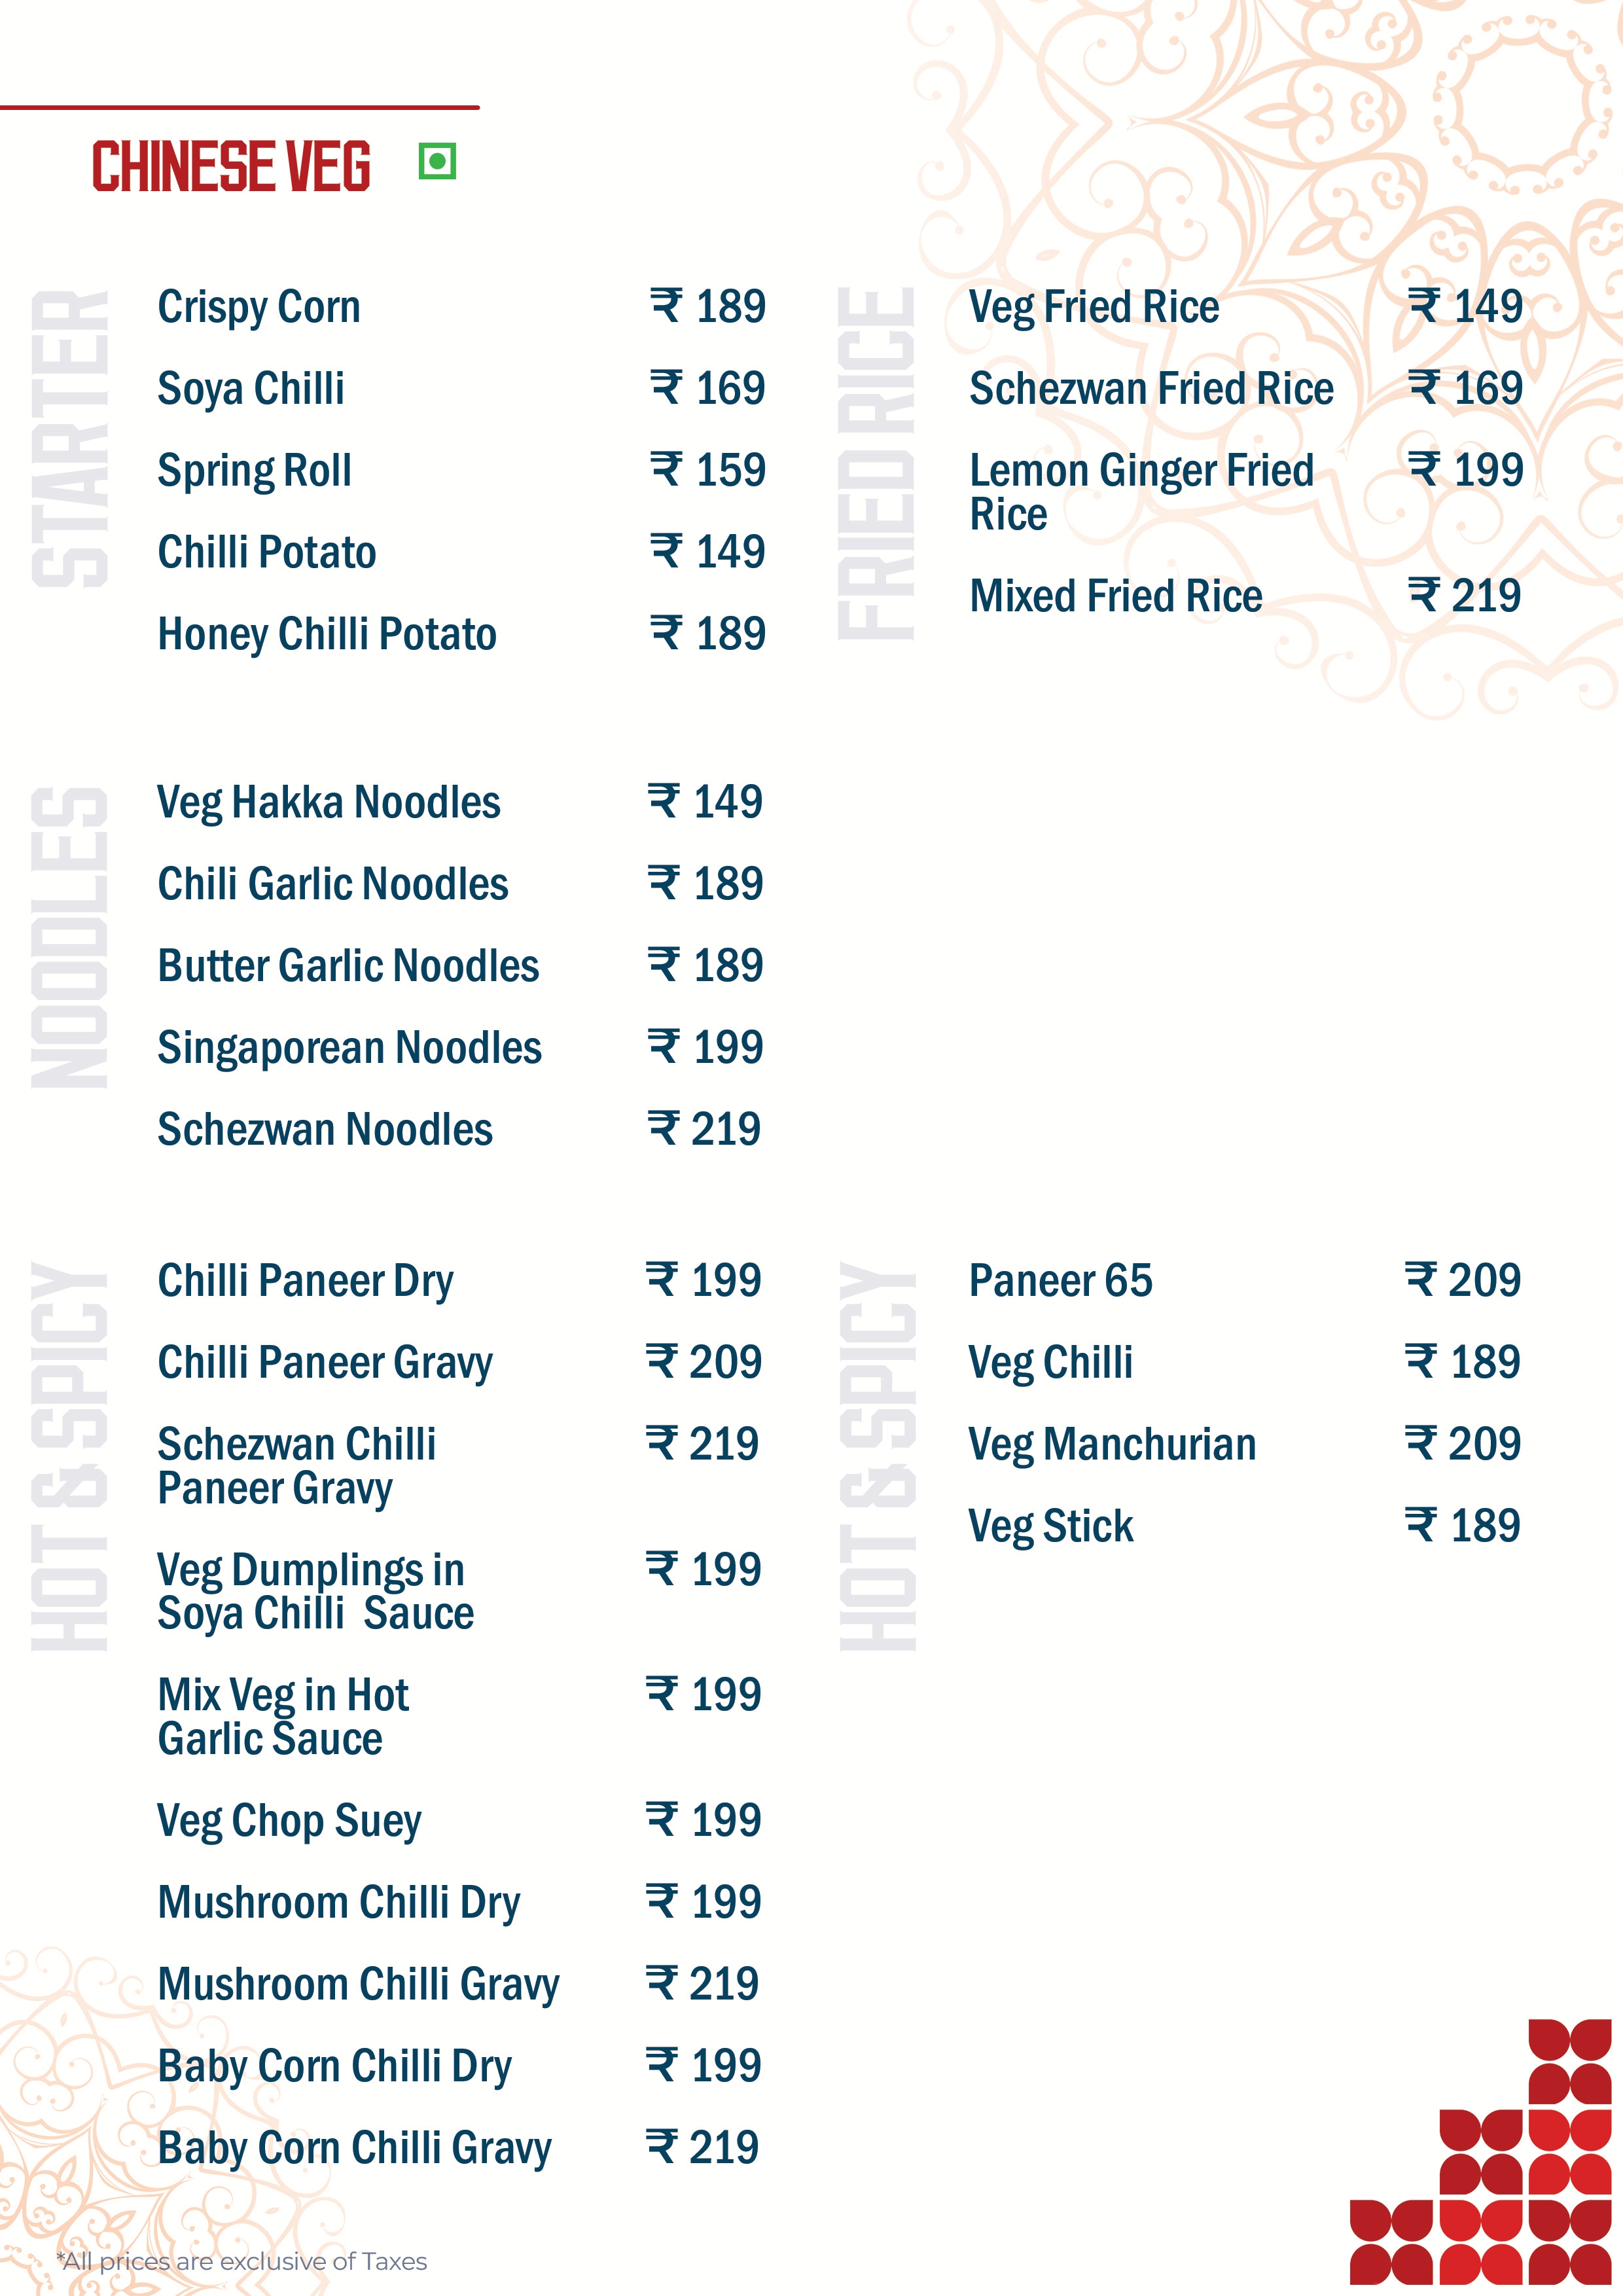 CHINESE VEG
STARTER
Crispy Corn ₹ 189
Soya Chilli ₹ 169
Spring Roll ₹ 159
Chilli Potato ₹ 149
Honey Chilli Potato ₹ 189
FRIED RICE
Veg Fried Rice ₹ 149
Schezwan Fried Rice ₹ 169
Lemon Ginger Fried ₹ 199
Rice
Mixed Fried Rice ₹ 219
NOODLES
Veg Hakka Noodles ₹ 149
Chili Garlic Noodles ₹ 189
Butter Garlic Noodles ₹ 189
Singaporean Noodles ₹ 199
Schezwan Noodles ₹ 219
HOT & SPICY
Chilli Paneer Dry ₹ 199
Chilli Paneer Gravy ₹ 209
Schezwan Chilli ₹ 219
Paneer Gravy
Veg Dumplings in ₹ 199
Soya Chilli Sauce
Mix Veg in Hot ₹ 199
Garlic Sauce
Veg Chop Suey ₹ 199
Mushroom Chilli Dry ₹ 199
Mushroom Chilli Gravy ₹ 219
Baby Corn Chilli Dry ₹ 199
Baby Corn Chilli Gravy ₹ 219
HOT & SPICY
Paneer 65 ₹ 209
Veg Chilli ₹ 189
Veg Manchurian ₹ 209
Veg Stick ₹ 189
*All prices are exclusive of Taxes